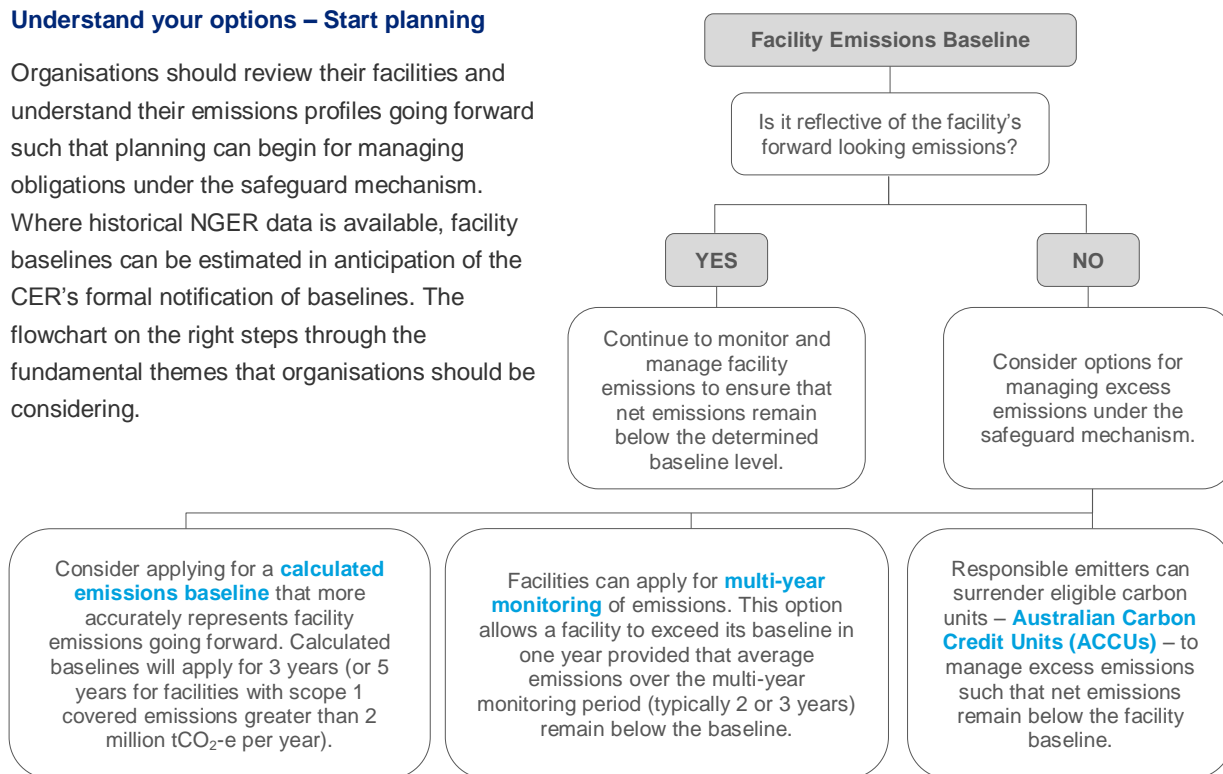 Understand your options – Start planning
Organisations should review their facilities and
understand their emissions profiles going forward
such that planning can begin for managing
obligations under the safeguard mechanism.
Where historical NGER data is available, facility
baselines can be estimated in anticipation of the
CER's formal notification of baselines. The
flowchart on the right steps through the
fundamental themes that organisations should be
considering.
Facility Emissions Baseline
Is it reflective of the facility's
forward looking emissions?
YES
NO
Continue to monitor and
manage facility
emissions to ensure that
net emissions remain
below the determined
baseline level.
Consider options for
managing excess
emissions under the
safeguard mechanism.
Consider applying for a calculated
emissions baseline that more
accurately represents facility
emissions going forward. Calculated
baselines will apply for 3 years (or 5
years for facilities with scope 1
covered emissions greater than 2
million tCO₂-e per year).
Facilities can apply for multi-year
monitoring of emissions. This option
allows a facility to exceed its baseline in
one year provided that average
emissions over the multi-year
monitoring period (typically 2 or 3 years)
remain below the baseline.
Responsible emitters can
surrender eligible carbon
units – Australian Carbon
Credit Units (ACCUs) – to
manage excess emissions
such that net emissions
remain below the facility
baseline.